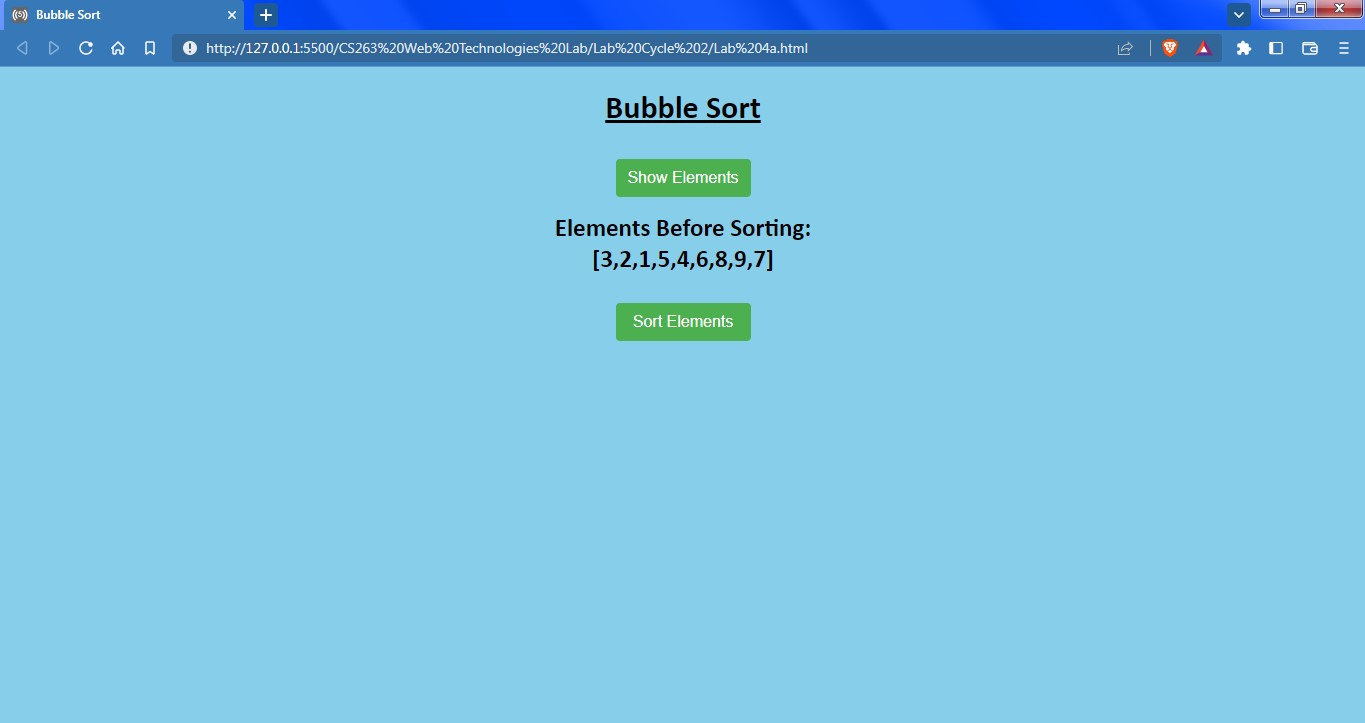 Bubble Sort
http://127.0.0.1:5500/CS263%20Web%20Technologies%20Lab/Lab%20Cycle%202/Lab%204a.html
Bubble Sort
Show Elements
Elements Before Sorting:
[3,2,1,5,4,6,8,9,7]
Sort Elements